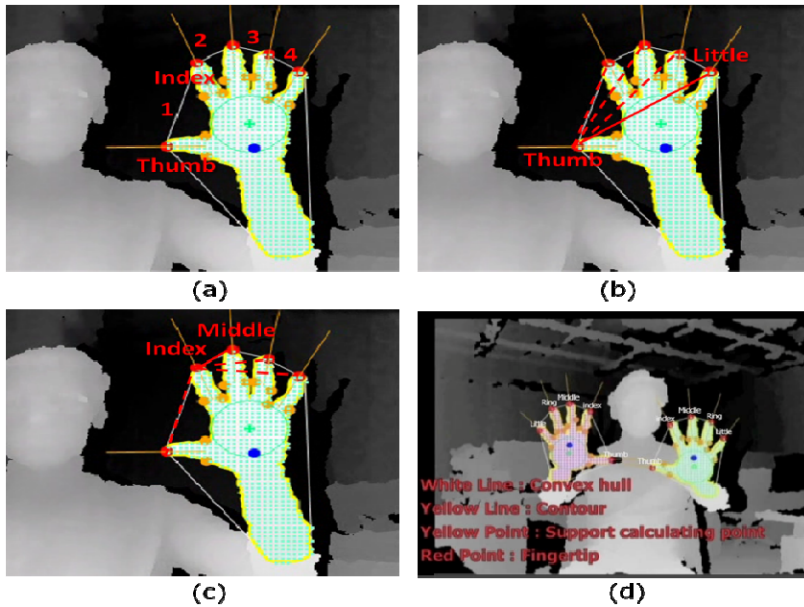 2 3 4
Index
1
Thumb
(a)
Little
Thumb
(b)
Middle
Index
(c)
Ring Middle Index
Little
Thumb
Index Middle Ring
Little
Thumb
White Line : Convex hull
Yellow Line : Contour
Yellow Point : Support calculating point
Red Point : Fingertip
(d)